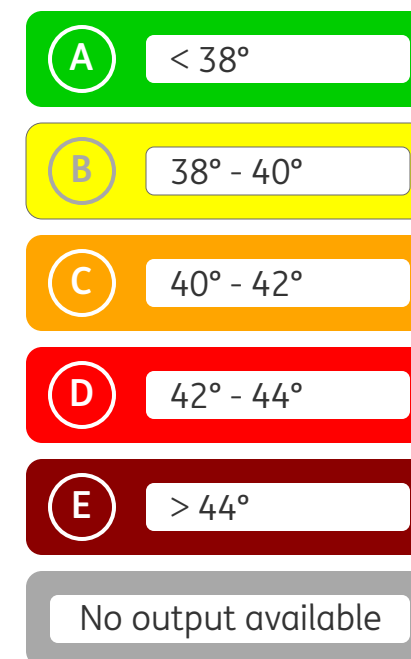 A < 38°
B 38° - 40°
C 40° - 42°
D 42° - 44°
E > 44°
No output available